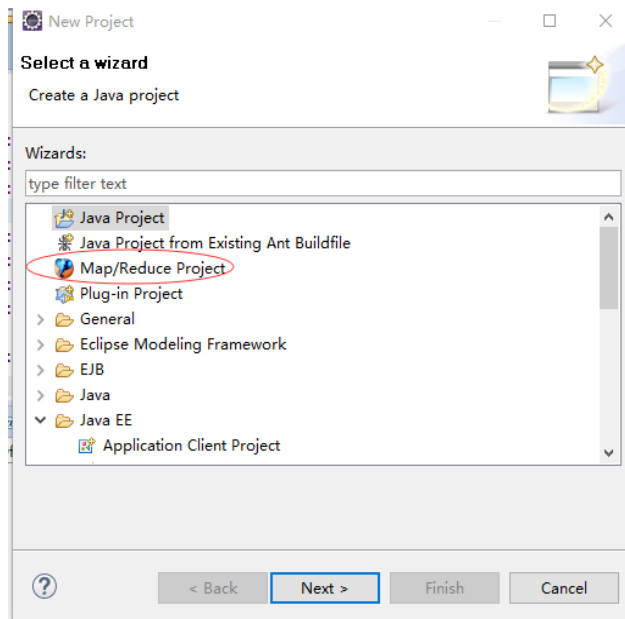 New Project
Select a wizard
Create a Java project
Wizards:
type filter text
Java Project
Java Project from Existing Ant Buildfile
Map/Reduce Project
Plug-in Project
General
Eclipse Modeling Framework
EJB
Java
Java EE
Application Client Project
?
< Back
Next >
Finish
Cancel